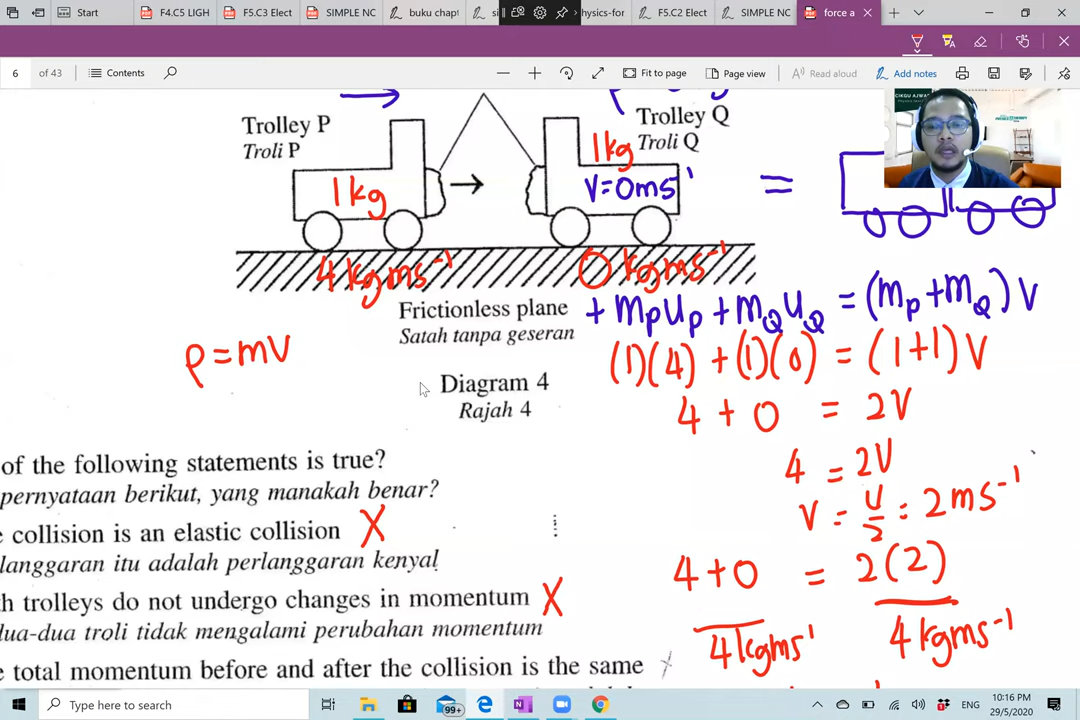 Start
F4.C5 LIGH
F5.C3 Elect
SIMPLE NC
buku chapt
si
hysics-for
F5.C2 Elect
SIMPLE NC
force a
6 of 43
Contents
Fit to page
Page view
Read aloud
Add notes
CIKGU AJWAD
Trolley P
Troli P
Trolley Q
Troli Q
1kg
1kg
V=0ms⁻¹
=
4kgms⁻¹
0 kgms⁻¹
Frictionless plane
Satah tanpa geseran
+ mPuP + mQuQ = (mP+mQ)V
ρ=mV
(1)(4) + (1)(0) = (1+1)V
Diagram 4
Rajah 4
4 + 0 = 2V
4 = 2V
V = 4/2 = 2ms⁻¹
of the following statements is true?
pernyataan berikut, yang manakah benar?
e collision is an elastic collision X
langgaran itu adalah perlanggaran kenyal
4+0 = 2(2)
4kgms⁻¹
4kgms⁻¹
th trolleys do not undergo changes in momentum X
dua-dua troli tidak mengalami perubahan momentum
e total momentum before and after the collision is the same
Type here to search
99+
ENG
10:16 PM
29/5/2020